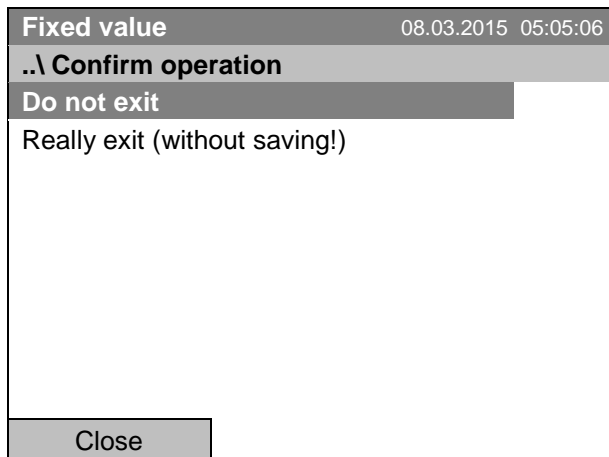 Fixed value 08.03.2015 05:05:06
..\ Confirm operation
Do not exit
Really exit (without saving!)
Close